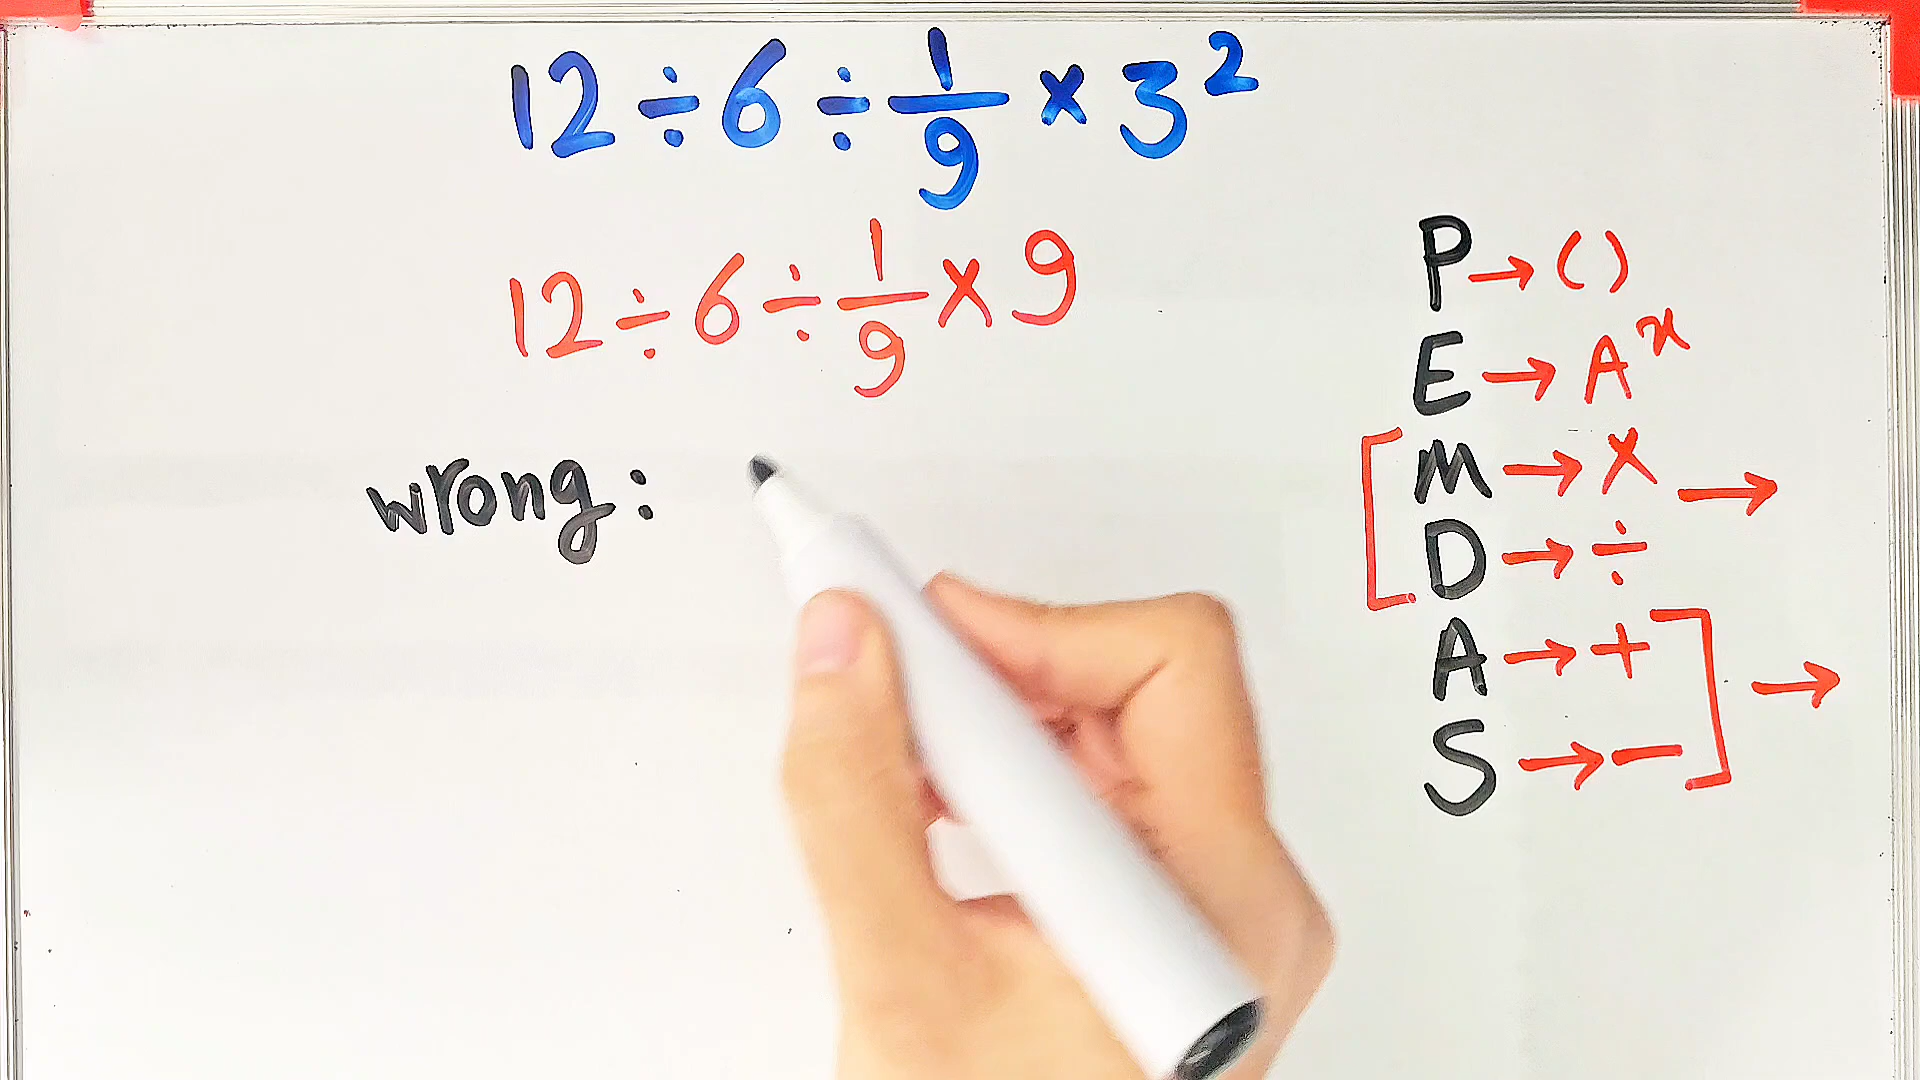 12 ÷ 6 ÷ 1/9 × 3²
12 ÷ 6 ÷ 1/9 × 9
wrong:
P → ( )
E → Aˣ
M → × →
D → ÷
A → + →
S → −